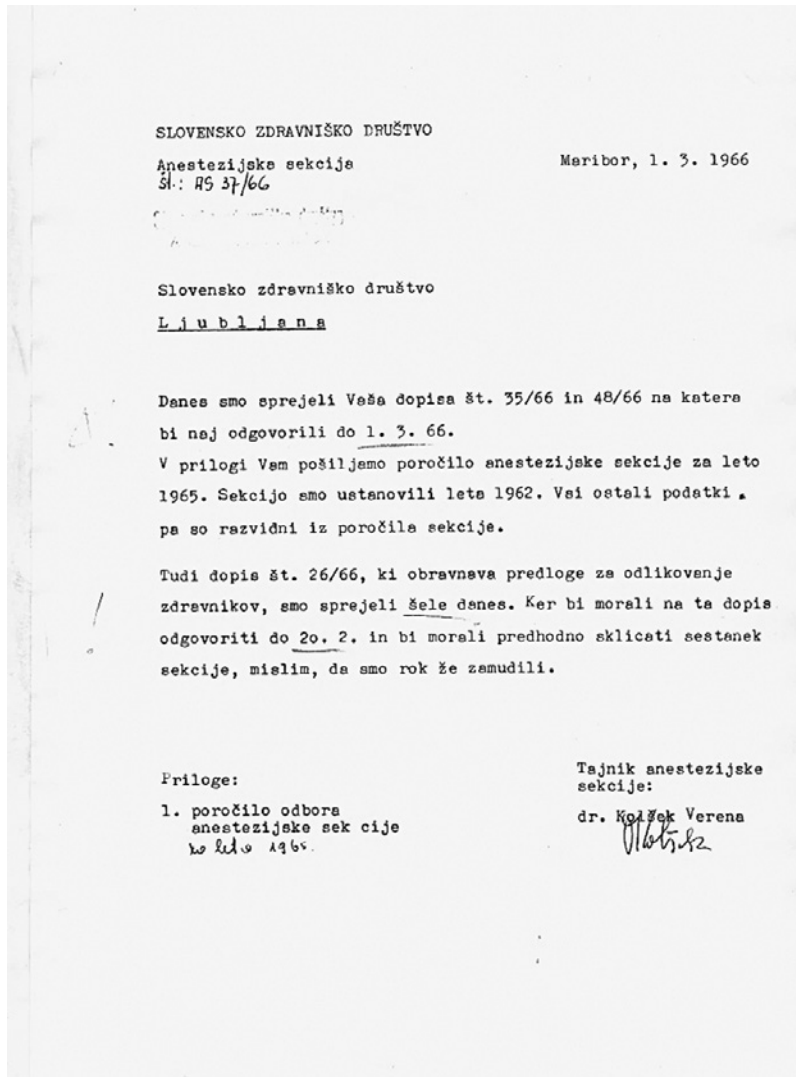 SLOVENSKO ZDRAVNIŠKO DRUŠTVO
Anestezijska sekcija
Maribor, 1. 3. 1966
Št.: AS 37/66
Slovensko zdravniško društvo
Ljubljana
Danes smo sprejeli Vaša dopisa št. 35/66 in 48/66 na katera
bi naj odgovorili do 1. 3. 66.
V prilogi Vam pošiljamo poročilo anestezijske sekcije za leto
1965. Sekcijo smo ustanovili leta 1962. Vsi ostali podatki
pa so razvidni iz poročila sekcije.
Tudi dopis št. 26/66, ki obravnava predloge za odlikovanje
zdravnikov, smo sprejeli šele danes. Ker bi morali na ta dopis
odgovoriti do 2o. 2. in bi morali predhodno sklicati sestanek
sekcije, mislim, da smo rok že zamudili.
Priloge:
1. poročilo odbora
anestezijske sek cije
za leto 1965.
Tajnik anestezijske
sekcije:
dr. Kolšek Verena